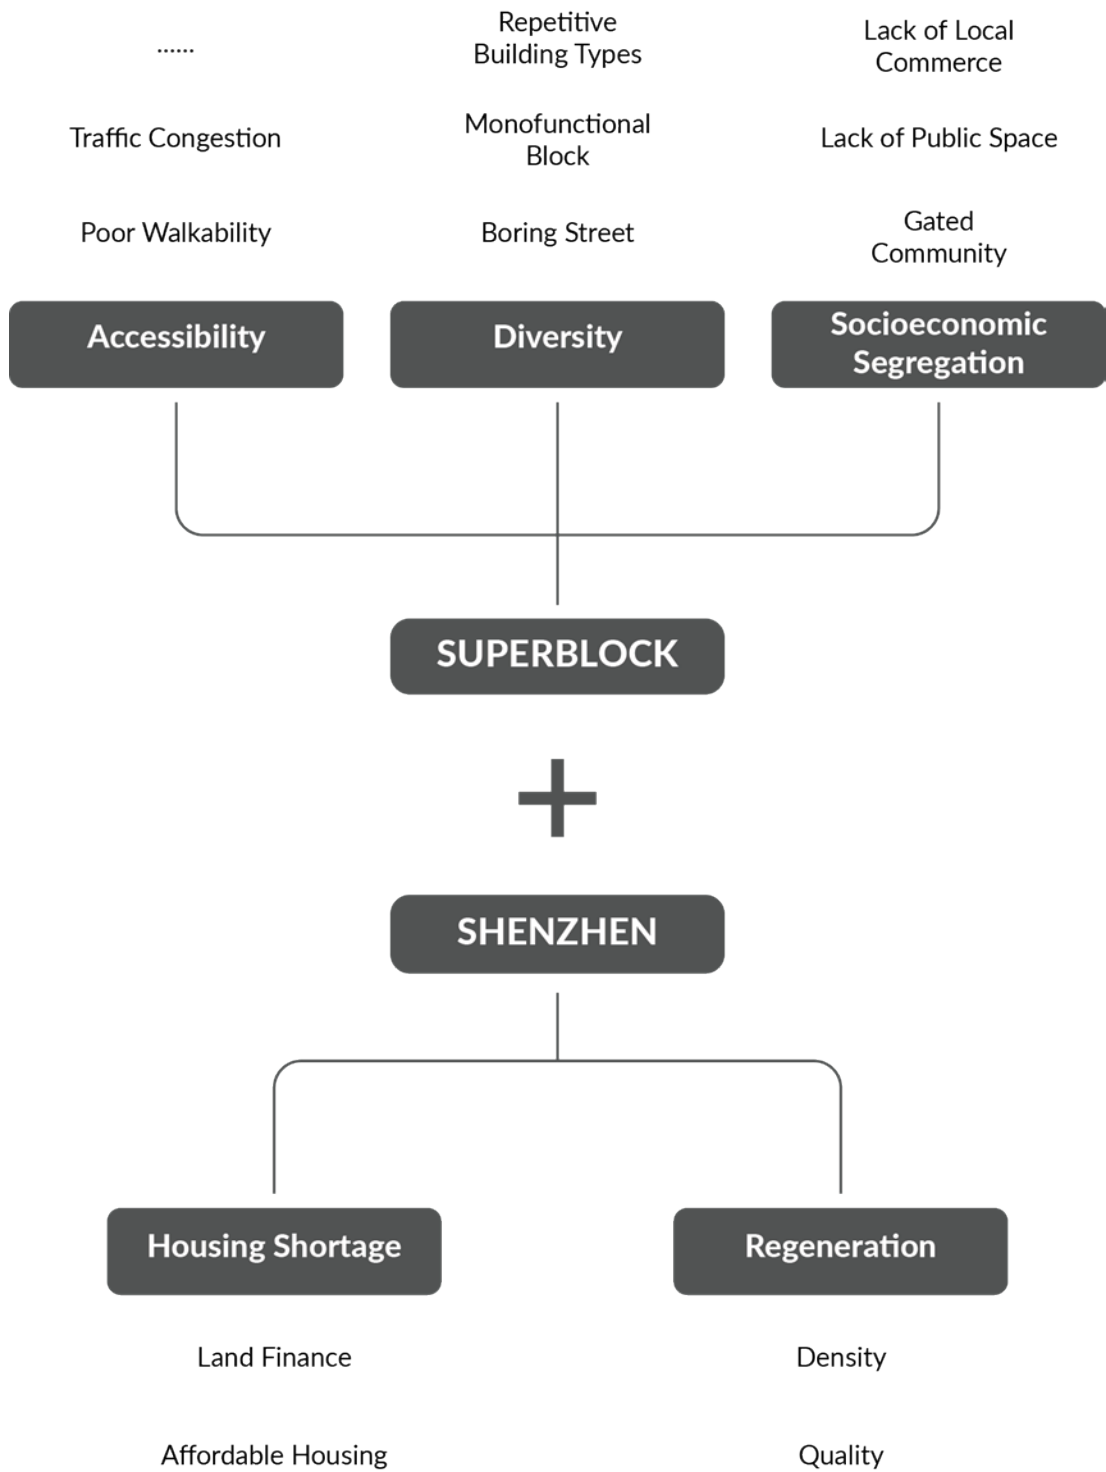 ......
Repetitive
Building Types
Lack of Local
Commerce
Traffic Congestion
Monofunctional
Block
Lack of Public Space
Poor Walkability
Boring Street
Gated
Community
Accessibility
Diversity
Socioeconomic
Segregation
SUPERBLOCK
+
SHENZHEN
Housing Shortage
Regeneration
Land Finance
Density
Affordable Housing
Quality